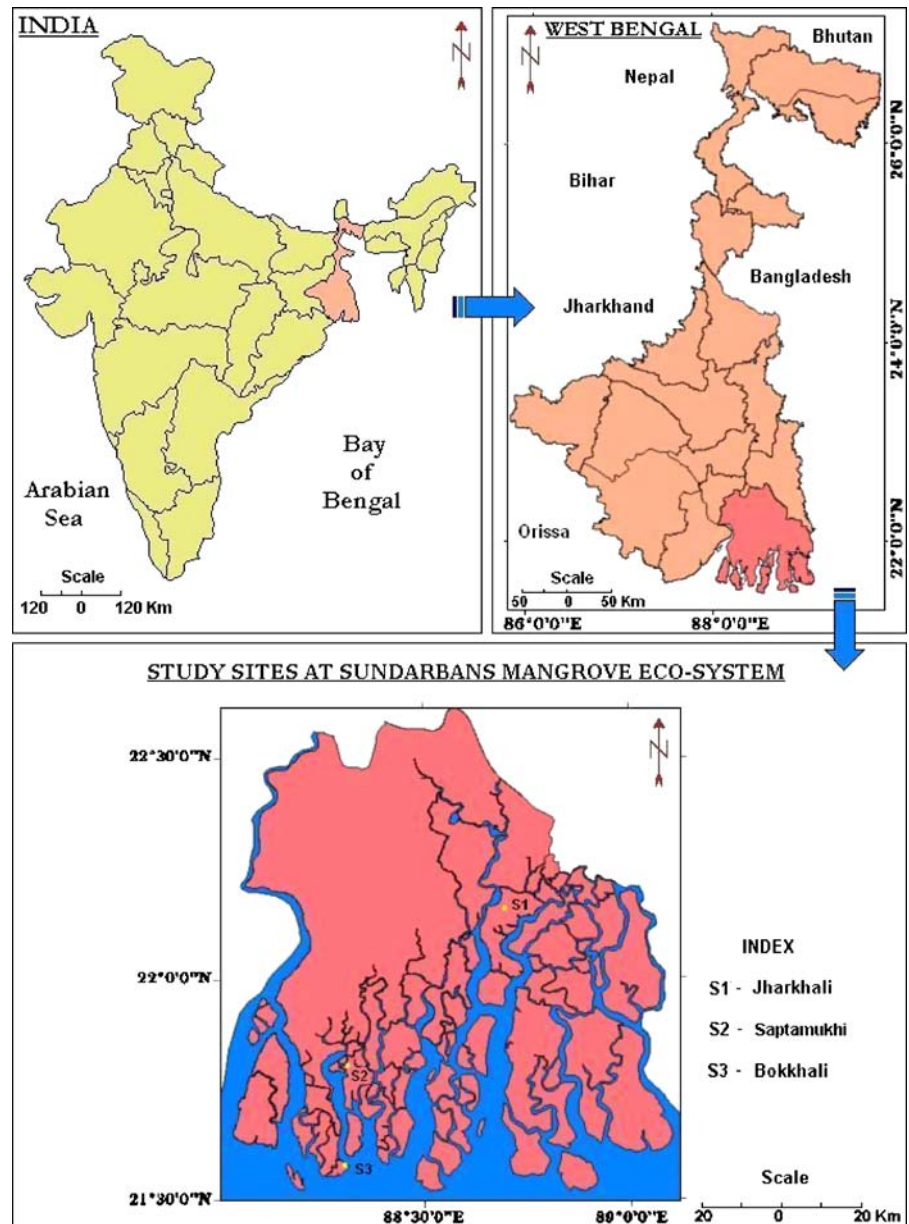 INDIA
N
Arabian
Sea
Bay
of
Bengal
Scale
120 0 120 Km
WEST BENGAL
N
Bhutan
Nepal
Bihar
Bangladesh
Jharkhand
Orissa
Scale
50 0 50 Km
86°0'0"E 88°0'0"E
26°0'0"N
24°0'0"N
22°0'0"N
STUDY SITES AT SUNDARBANS MANGROVE ECO-SYSTEM
N
22°30'0"N
22°0'0"N
21°30'0"N
88°30'0"E 89°0'0"E
S1
S2
S3
INDEX
S1 - Jharkhali
S2 - Saptamukhi
S3 - Bokkhali
Scale
20 0 20 Km